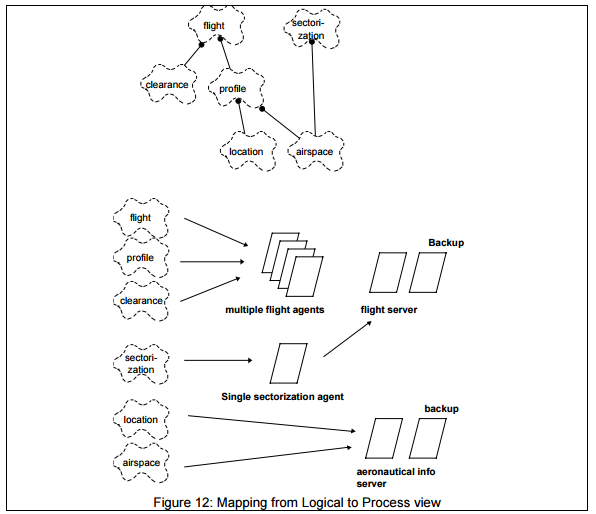 flight
sectori-
zation
clearance
profile
location
airspace
flight
profile
clearance
Backup
multiple flight agents
flight server
sectori-
zation
Single sectorization agent
location
airspace
backup
aeronautical info
server
Figure 12: Mapping from Logical to Process view